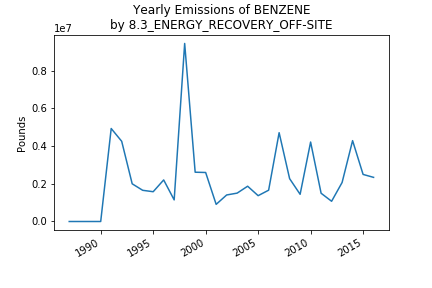 Yearly Emissions of BENZENE
by 8.3_ENERGY_RECOVERY_OFF-SITE
1e7
0.8
0.6
0.4
0.2
0.0
Pounds
1990
1995
2000
2005
2010
2015